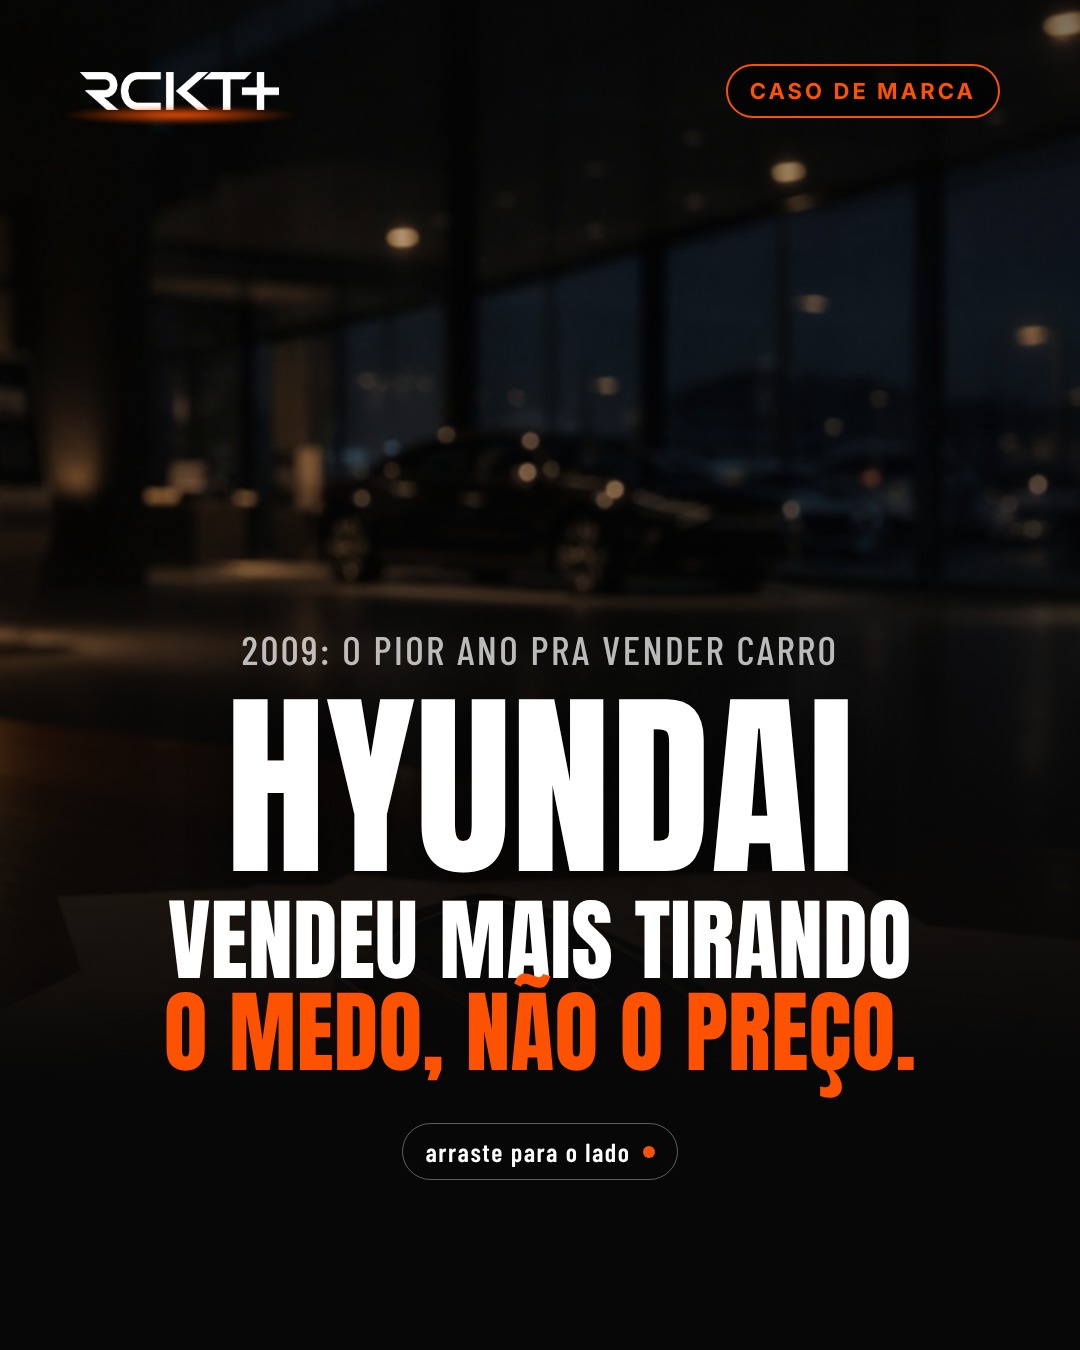 RCKT+
CASO DE MARCA
2009: O PIOR ANO PRA VENDER CARRO
HYUNDAI
VENDEU MAIS TIRANDO
O MEDO, NÃO O PREÇO.
arraste para o lado